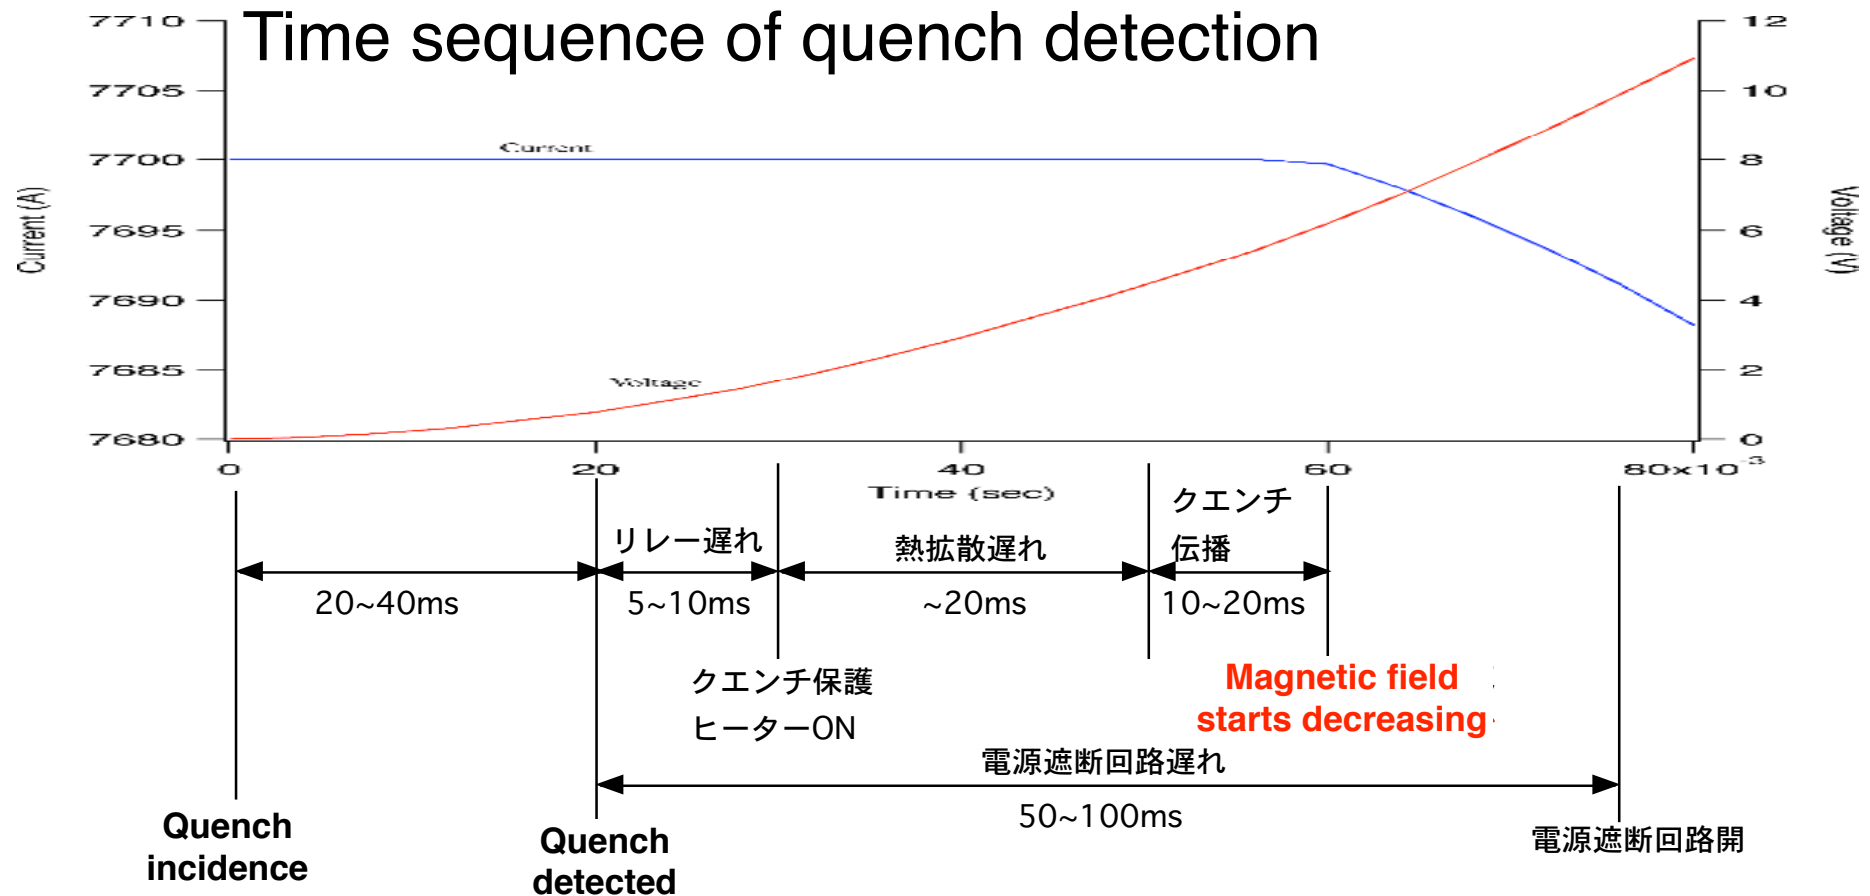 Time sequence of quench detection
7710
7705
7700
7695
7690
7685
7680
Current (A)
12
10
8
6
4
2
0
Voltage (V)
Current
Voltage
0
20
40
60
80x10-3
Time (sec)
リレー遅れ
熱拡散遅れ
クエンチ
伝播
20~40ms
5~10ms
~20ms
10~20ms
クエンチ保護
ヒーターON
Magnetic field
starts decreasing
電源遮断回路遅れ
50~100ms
Quench
incidence
Quench
detected
電源遮断回路開